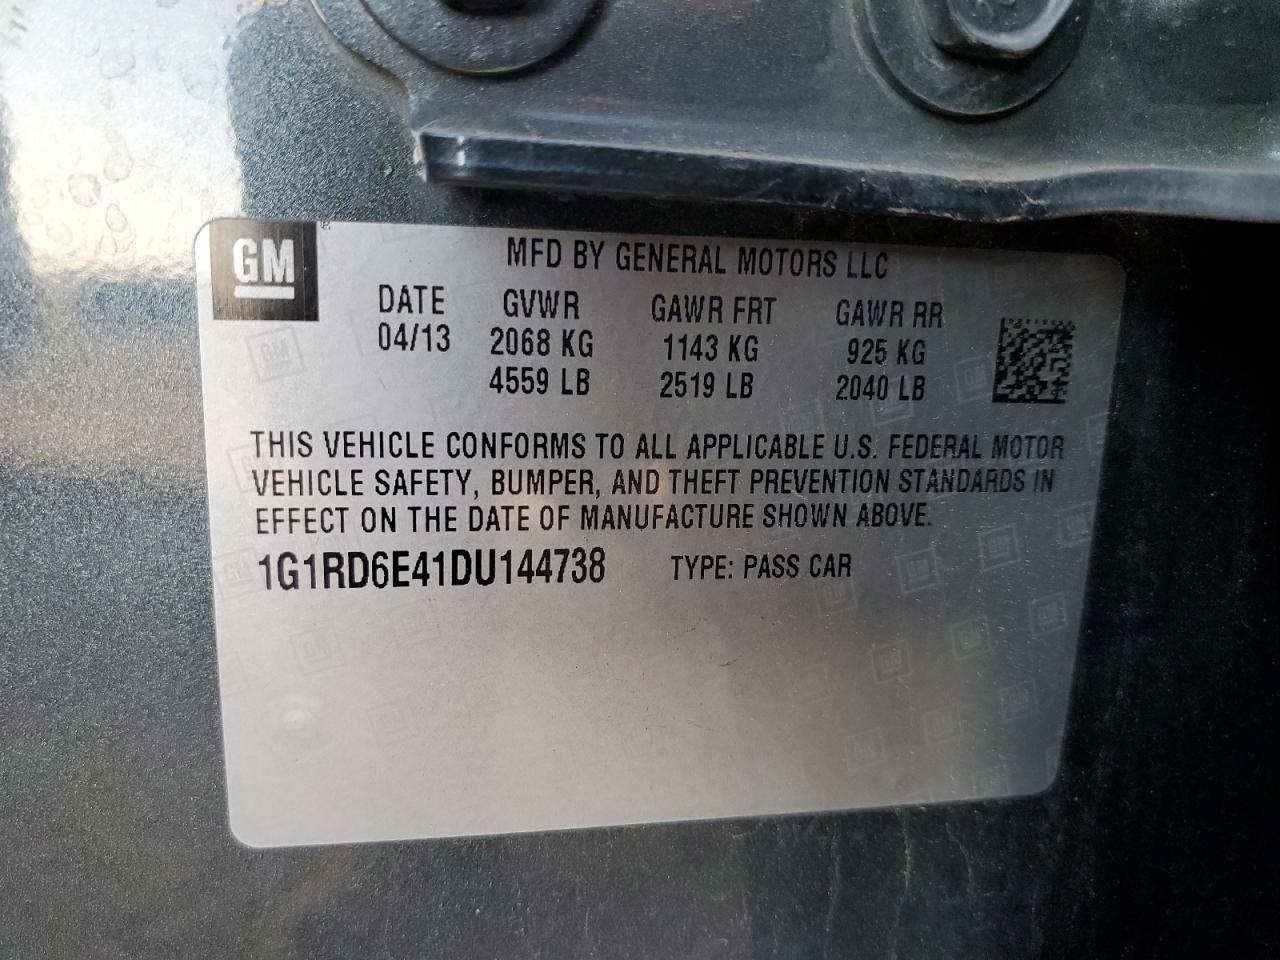 GM
MFD BY GENERAL MOTORS LLC
DATE GVWR GAWR FRT GAWR RR
04/13 2068 KG 1143 KG 925 KG
4559 LB 2519 LB 2040 LB
THIS VEHICLE CONFORMS TO ALL APPLICABLE U.S. FEDERAL MOTOR
VEHICLE SAFETY, BUMPER, AND THEFT PREVENTION STANDARDS IN
EFFECT ON THE DATE OF MANUFACTURE SHOWN ABOVE.
1G1RD6E41DU144738 TYPE: PASS CAR